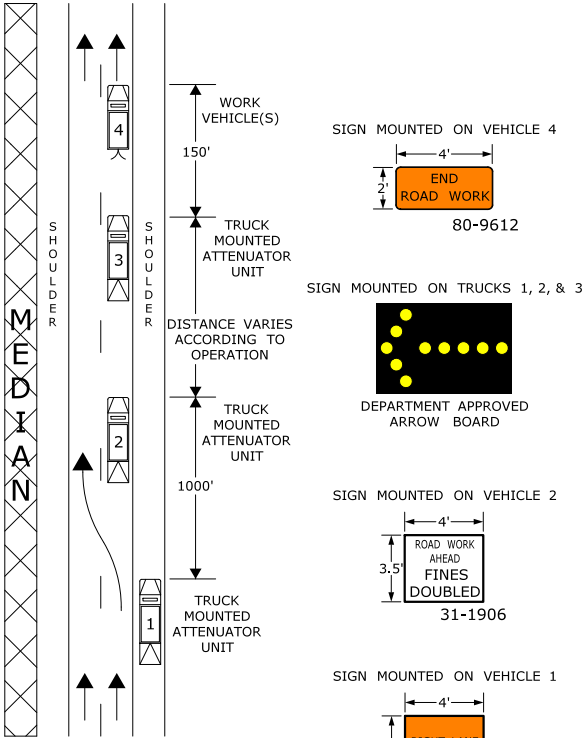 MEDIAN
SHOULDER
SHOULDER
4
WORK
VEHICLE(S)
150'
3
TRUCK
MOUNTED
ATTENUATOR
UNIT
DISTANCE VARIES
ACCORDING TO
OPERATION
2
TRUCK
MOUNTED
ATTENUATOR
UNIT
1000'
1
TRUCK
MOUNTED
ATTENUATOR
UNIT
SIGN MOUNTED ON VEHICLE 4
4'
2'
END
ROAD WORK
80-9612
SIGN MOUNTED ON TRUCKS 1, 2, & 3
DEPARTMENT APPROVED
ARROW BOARD
SIGN MOUNTED ON VEHICLE 2
4'
3.5'
ROAD WORK
AHEAD
FINES
DOUBLED
31-1906
SIGN MOUNTED ON VEHICLE 1
4'